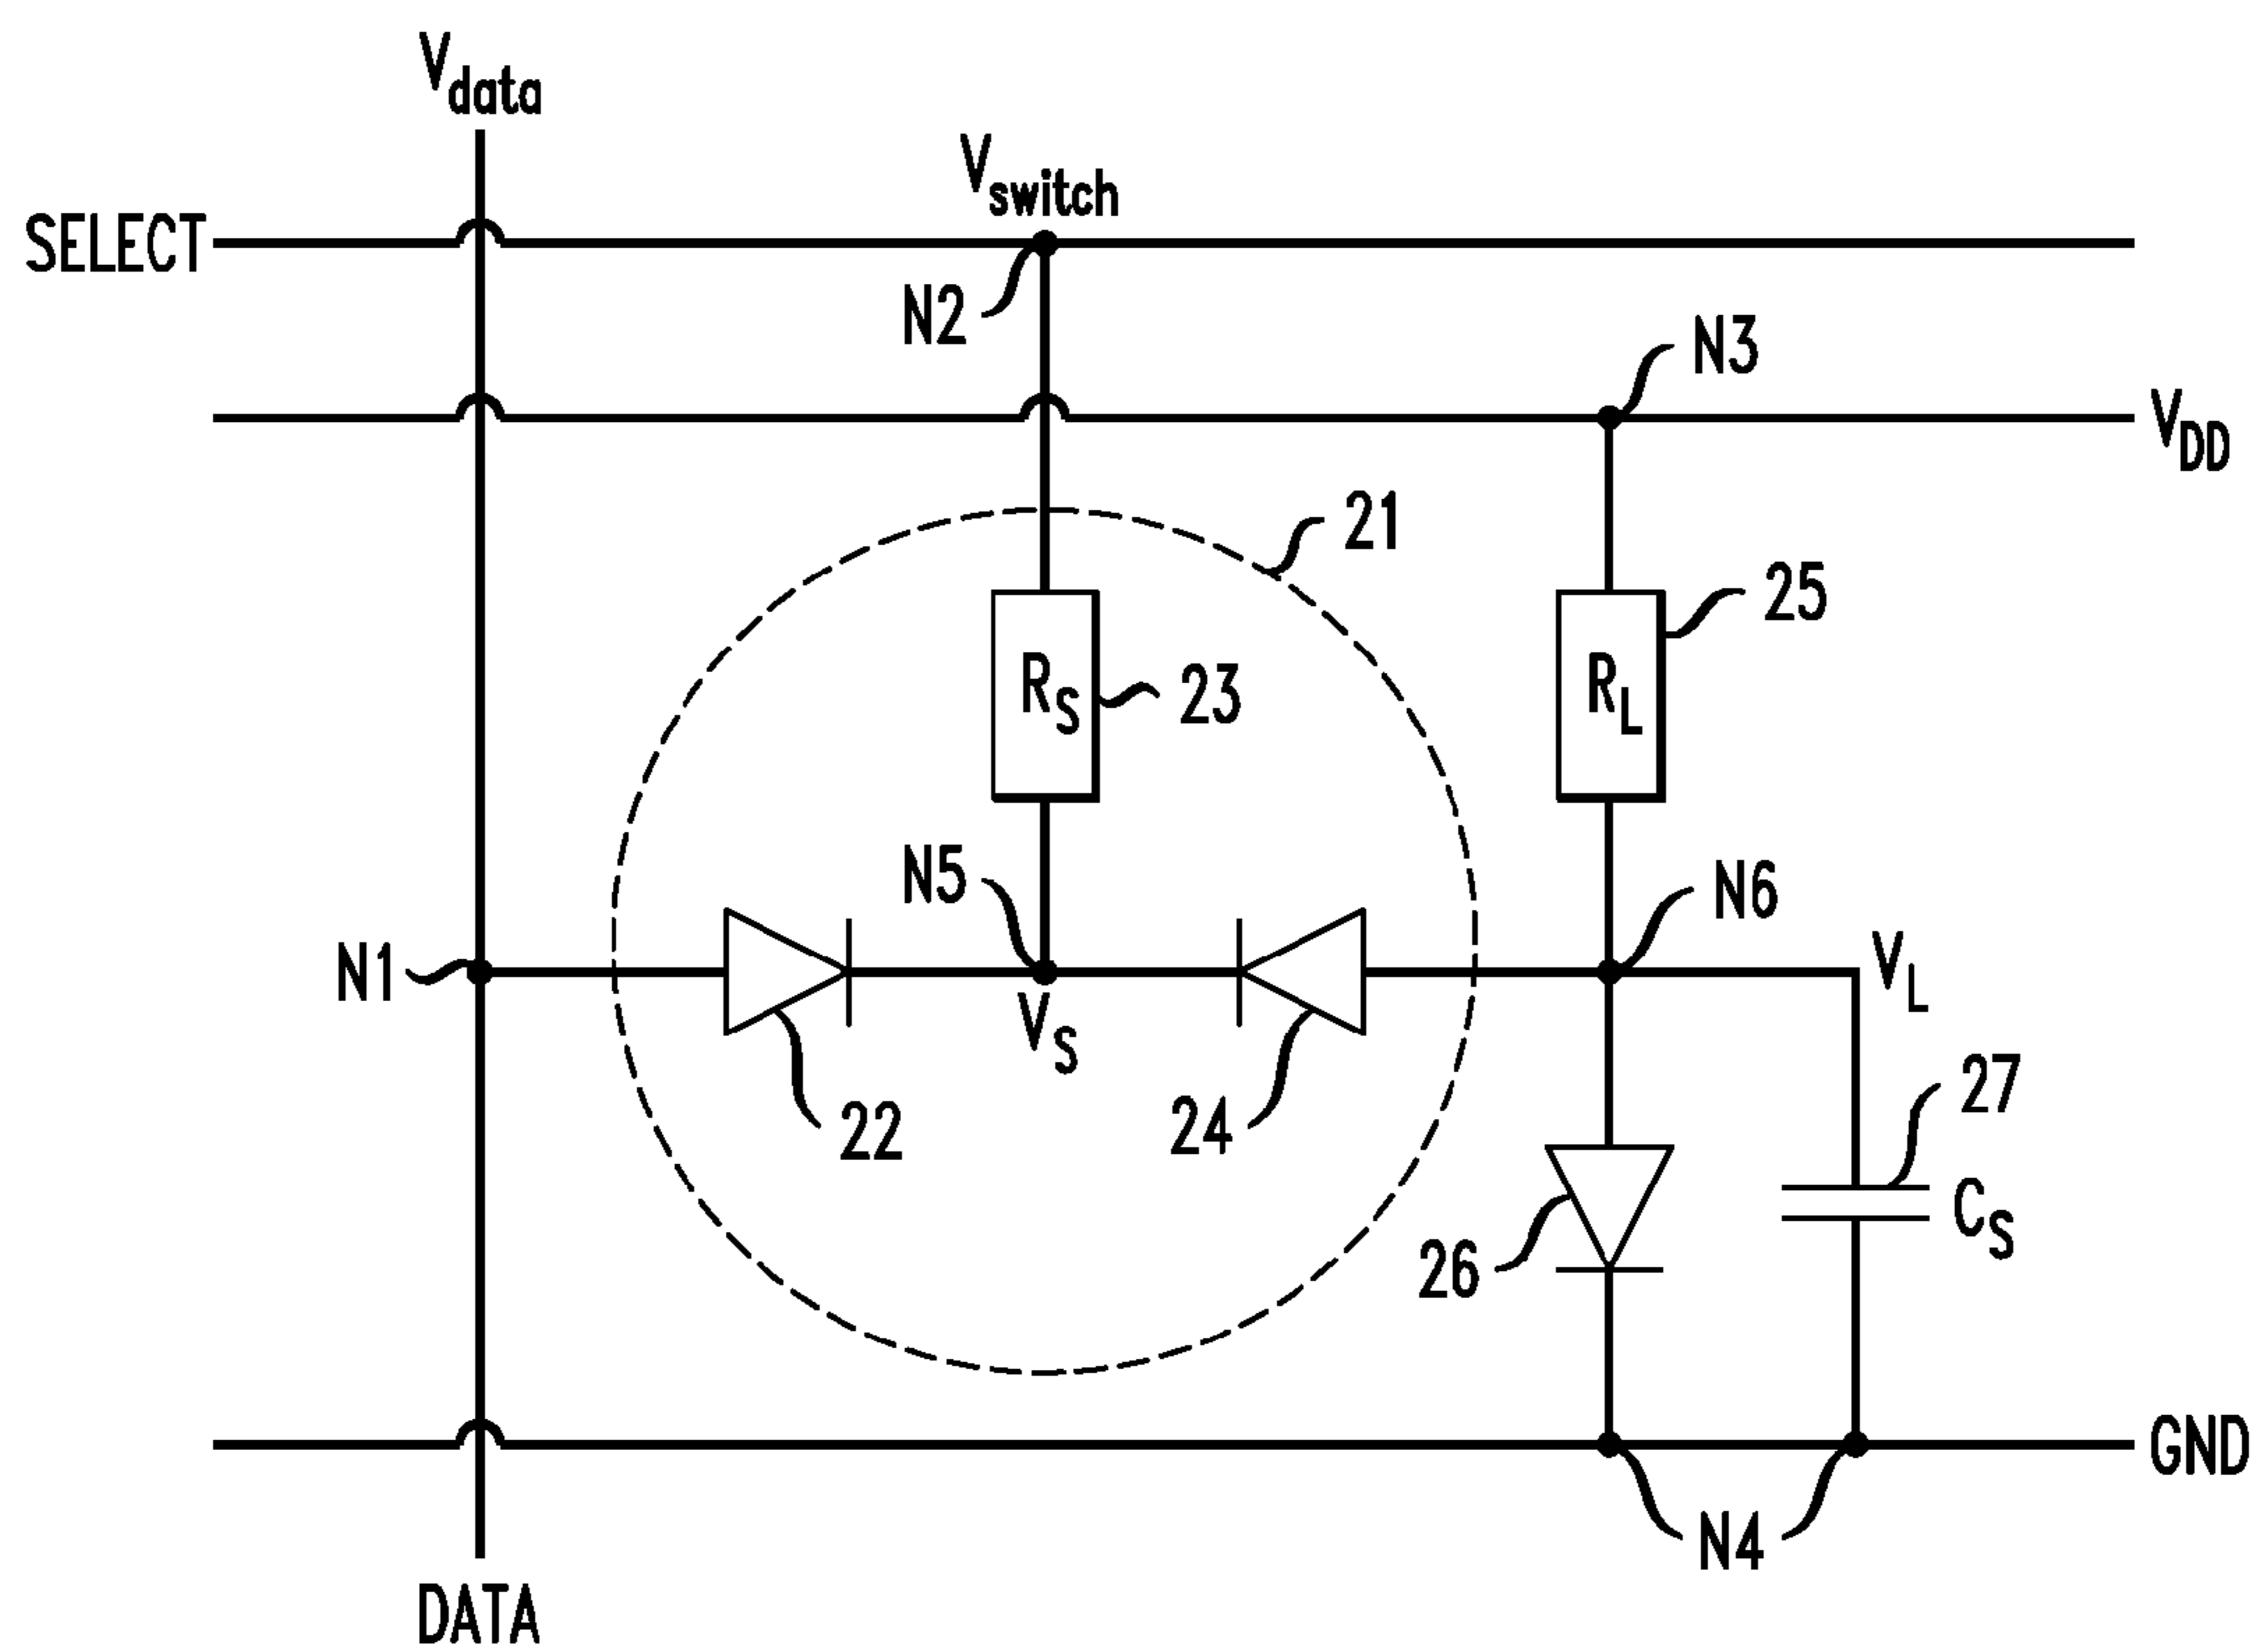 Vdata
Vswitch
SELECT
N2
N3
VDD
21
25
RS
23
RL
N5
N6
N1
VL
VS
27
22
24
CS
26
GND
N4
DATA